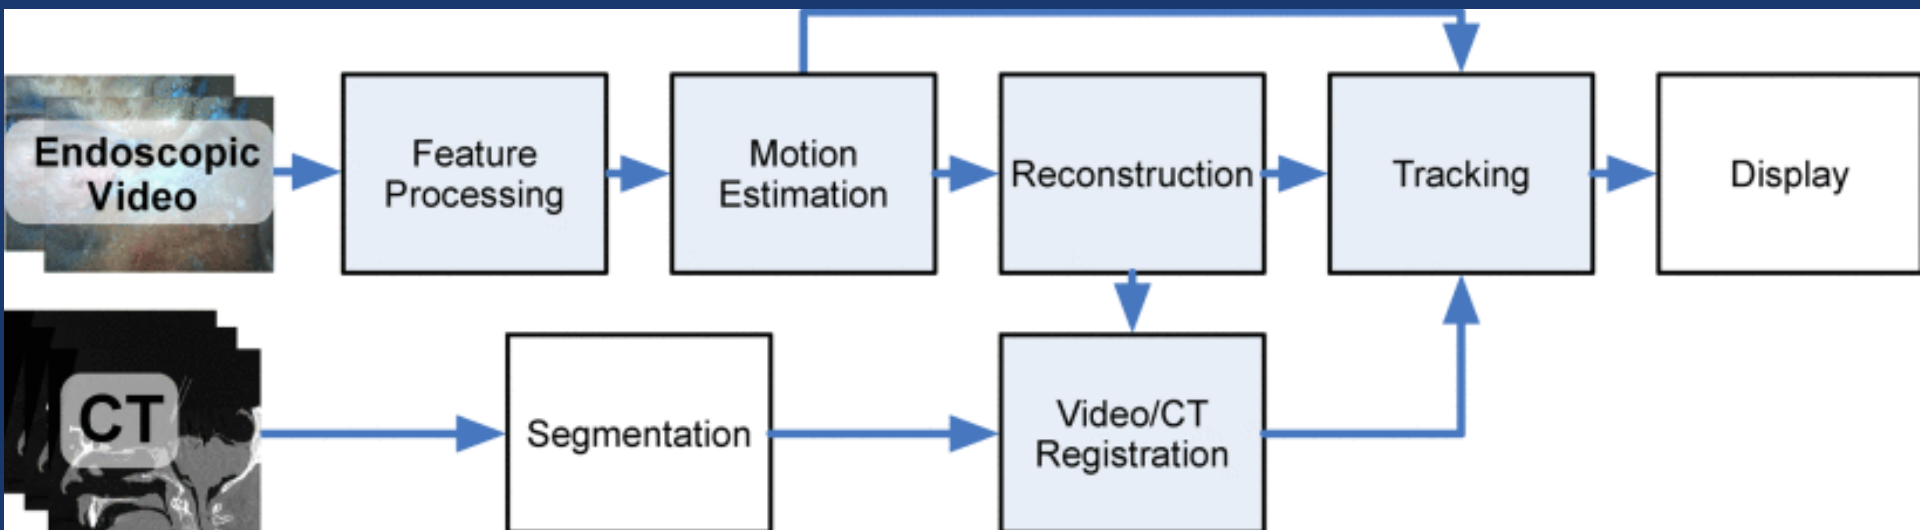 Endoscopic
Video
Feature
Processing
Motion
Estimation
Reconstruction
Tracking
Display
CT
Segmentation
Video/CT
Registration